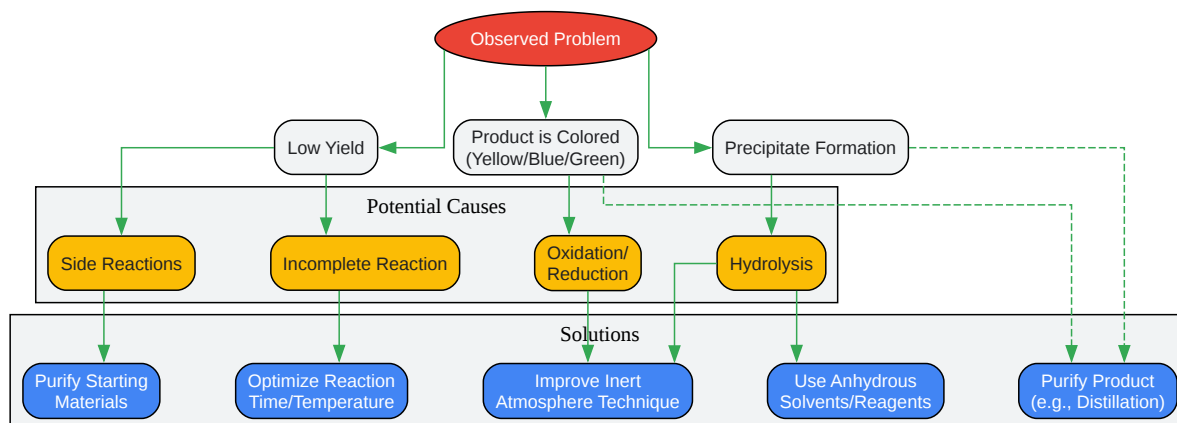 Observed Problem
Low Yield
Product is Colored
(Yellow/Blue/Green)
Precipitate Formation
Potential Causes
Side Reactions
Incomplete Reaction
Oxidation/
Reduction
Hydrolysis
Solutions
Purify Starting
Materials
Optimize Reaction
Time/Temperature
Improve Inert
Atmosphere Technique
Use Anhydrous
Solvents/Reagents
Purify Product
(e.g., Distillation)